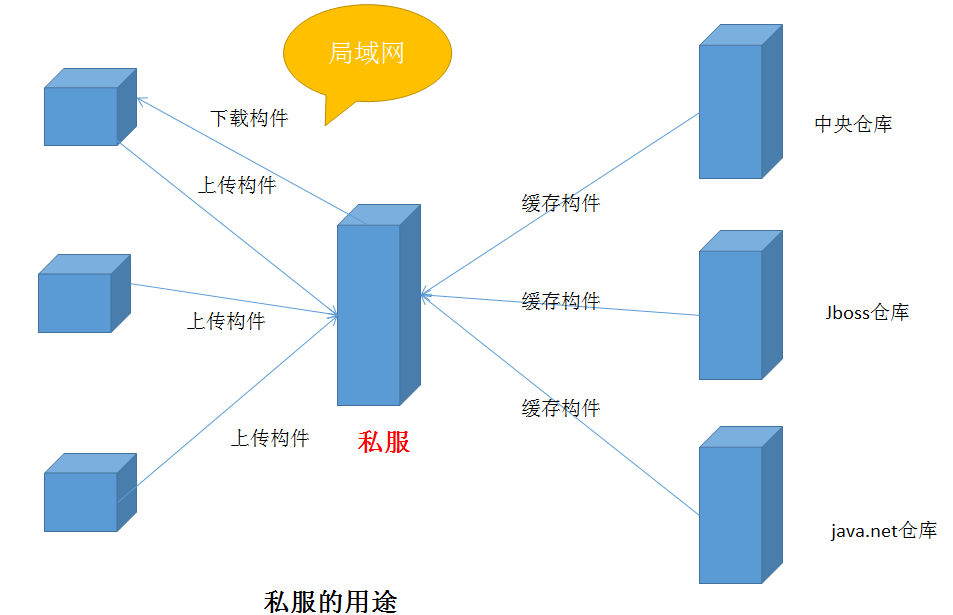 局域网
下载构件
中央仓库
上传构件
缓存构件
缓存构件
Jboss仓库
上传构件
缓存构件
上传构件
私服
java.net仓库
私服的用途